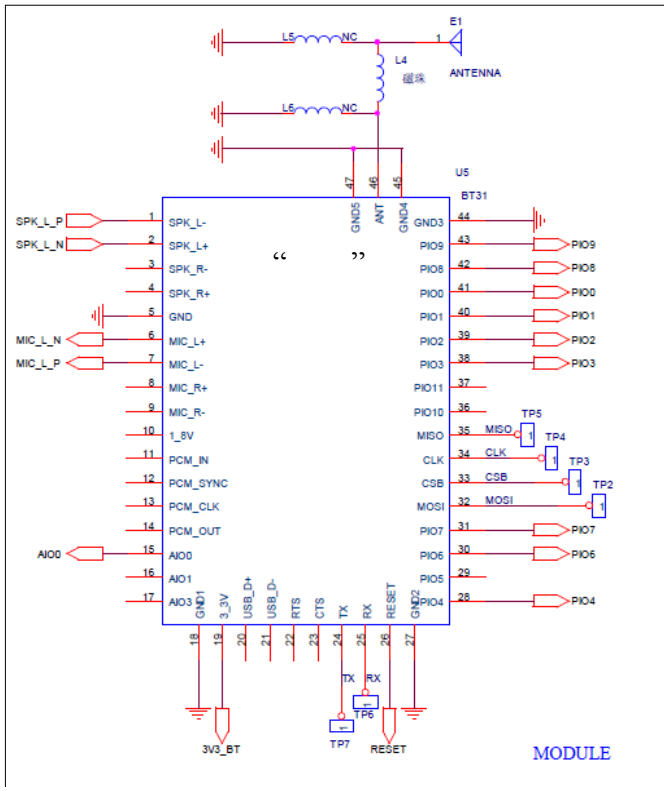 E1
L5 NC 1
L4
磁珠 ANTENNA
L6 NC
U5
47 46 45 BT31
GND5 ANT GND4
SPK_L_P 1 SPK_L- GND3 44
SPK_L_N 2 SPK_L+ “ ” PIO9 43 PIO9
3 SPK_R- PIO8 42 PIO8
4 SPK_R+ PIO0 41 PIO0
5 GND PIO1 40 PIO1
MIC_L_N 6 MIC_L+ PIO2 39 PIO2
MIC_L_P 7 MIC_L- PIO3 38 PIO3
8 MIC_R+ PIO11 37
9 MIC_R- PIO10 36
10 1_8V MISO 35 MISO 1 TP5
11 PCM_IN CLK 34 CLK 1 TP4
12 PCM_SYNC CSB 33 CSB 1 TP3
13 PCM_CLK MOSI 32 MOSI 1 TP2
14 PCM_OUT PIO7 31 PIO7
AIO0 15 AIO0 PIO6 30 PIO6
16 AIO1 PIO5 29
17 AIO3 PIO4 28 PIO4
GND1 3_3V USB_D+ USB_D- RTS CTS TX RX RESET GND2
18 19 20 21 22 23 24 25 26 27
TX RX
1 TP6
1 TP7
3V3_BT RESET
MODULE